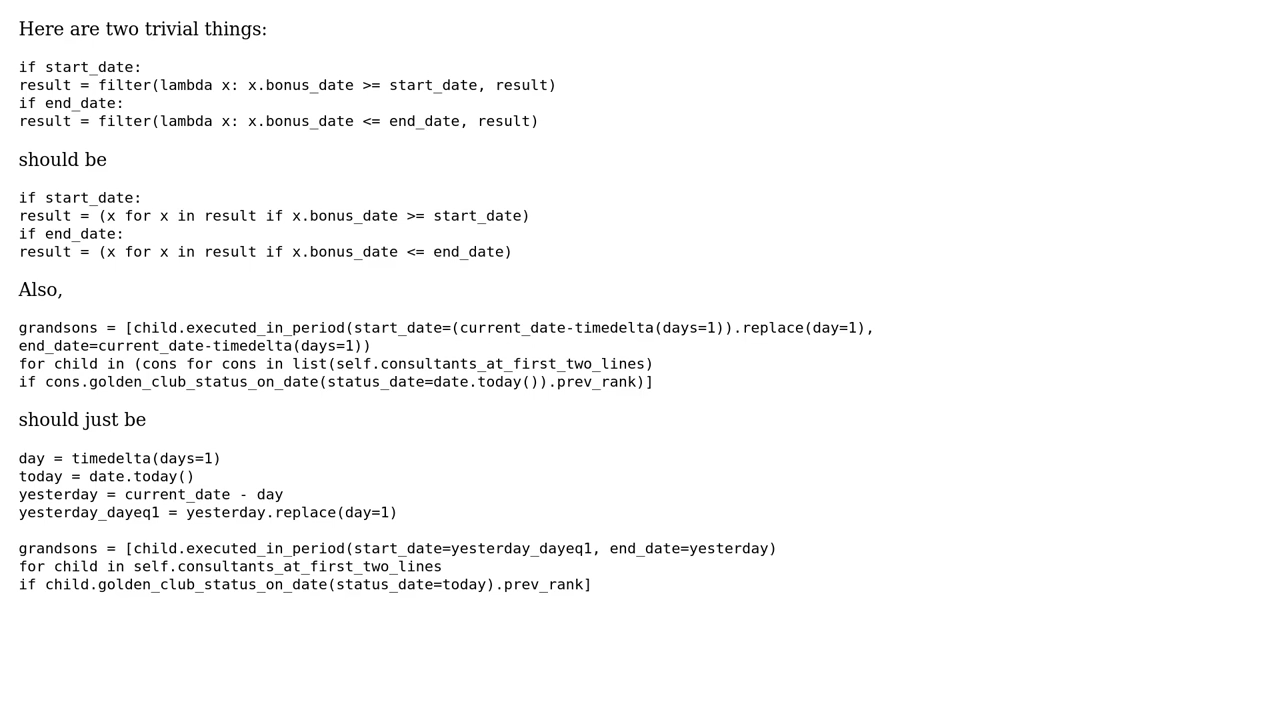 Here are two trivial things:
if start_date:
result = filter(lambda x: x.bonus_date >= start_date, result)
if end_date:
result = filter(lambda x: x.bonus_date <= end_date, result)
should be
if start_date:
result = (x for x in result if x.bonus_date >= start_date)
if end_date:
result = (x for x in result if x.bonus_date <= end_date)
Also,
grandsons = [child.executed_in_period(start_date=(current_date-timedelta(days=1)).replace(day=1),
end_date=current_date-timedelta(days=1))
for child in (cons for cons in list(self.consultants_at_first_two_lines)
if cons.golden_club_status_on_date(status_date=date.today()).prev_rank)]
should just be
day = timedelta(days=1)
today = date.today()
yesterday = current_date - day
yesterday_dayeq1 = yesterday.replace(day=1)
grandsons = [child.executed_in_period(start_date=yesterday_dayeq1, end_date=yesterday)
for child in self.consultants_at_first_two_lines
if child.golden_club_status_on_date(status_date=today).prev_rank]